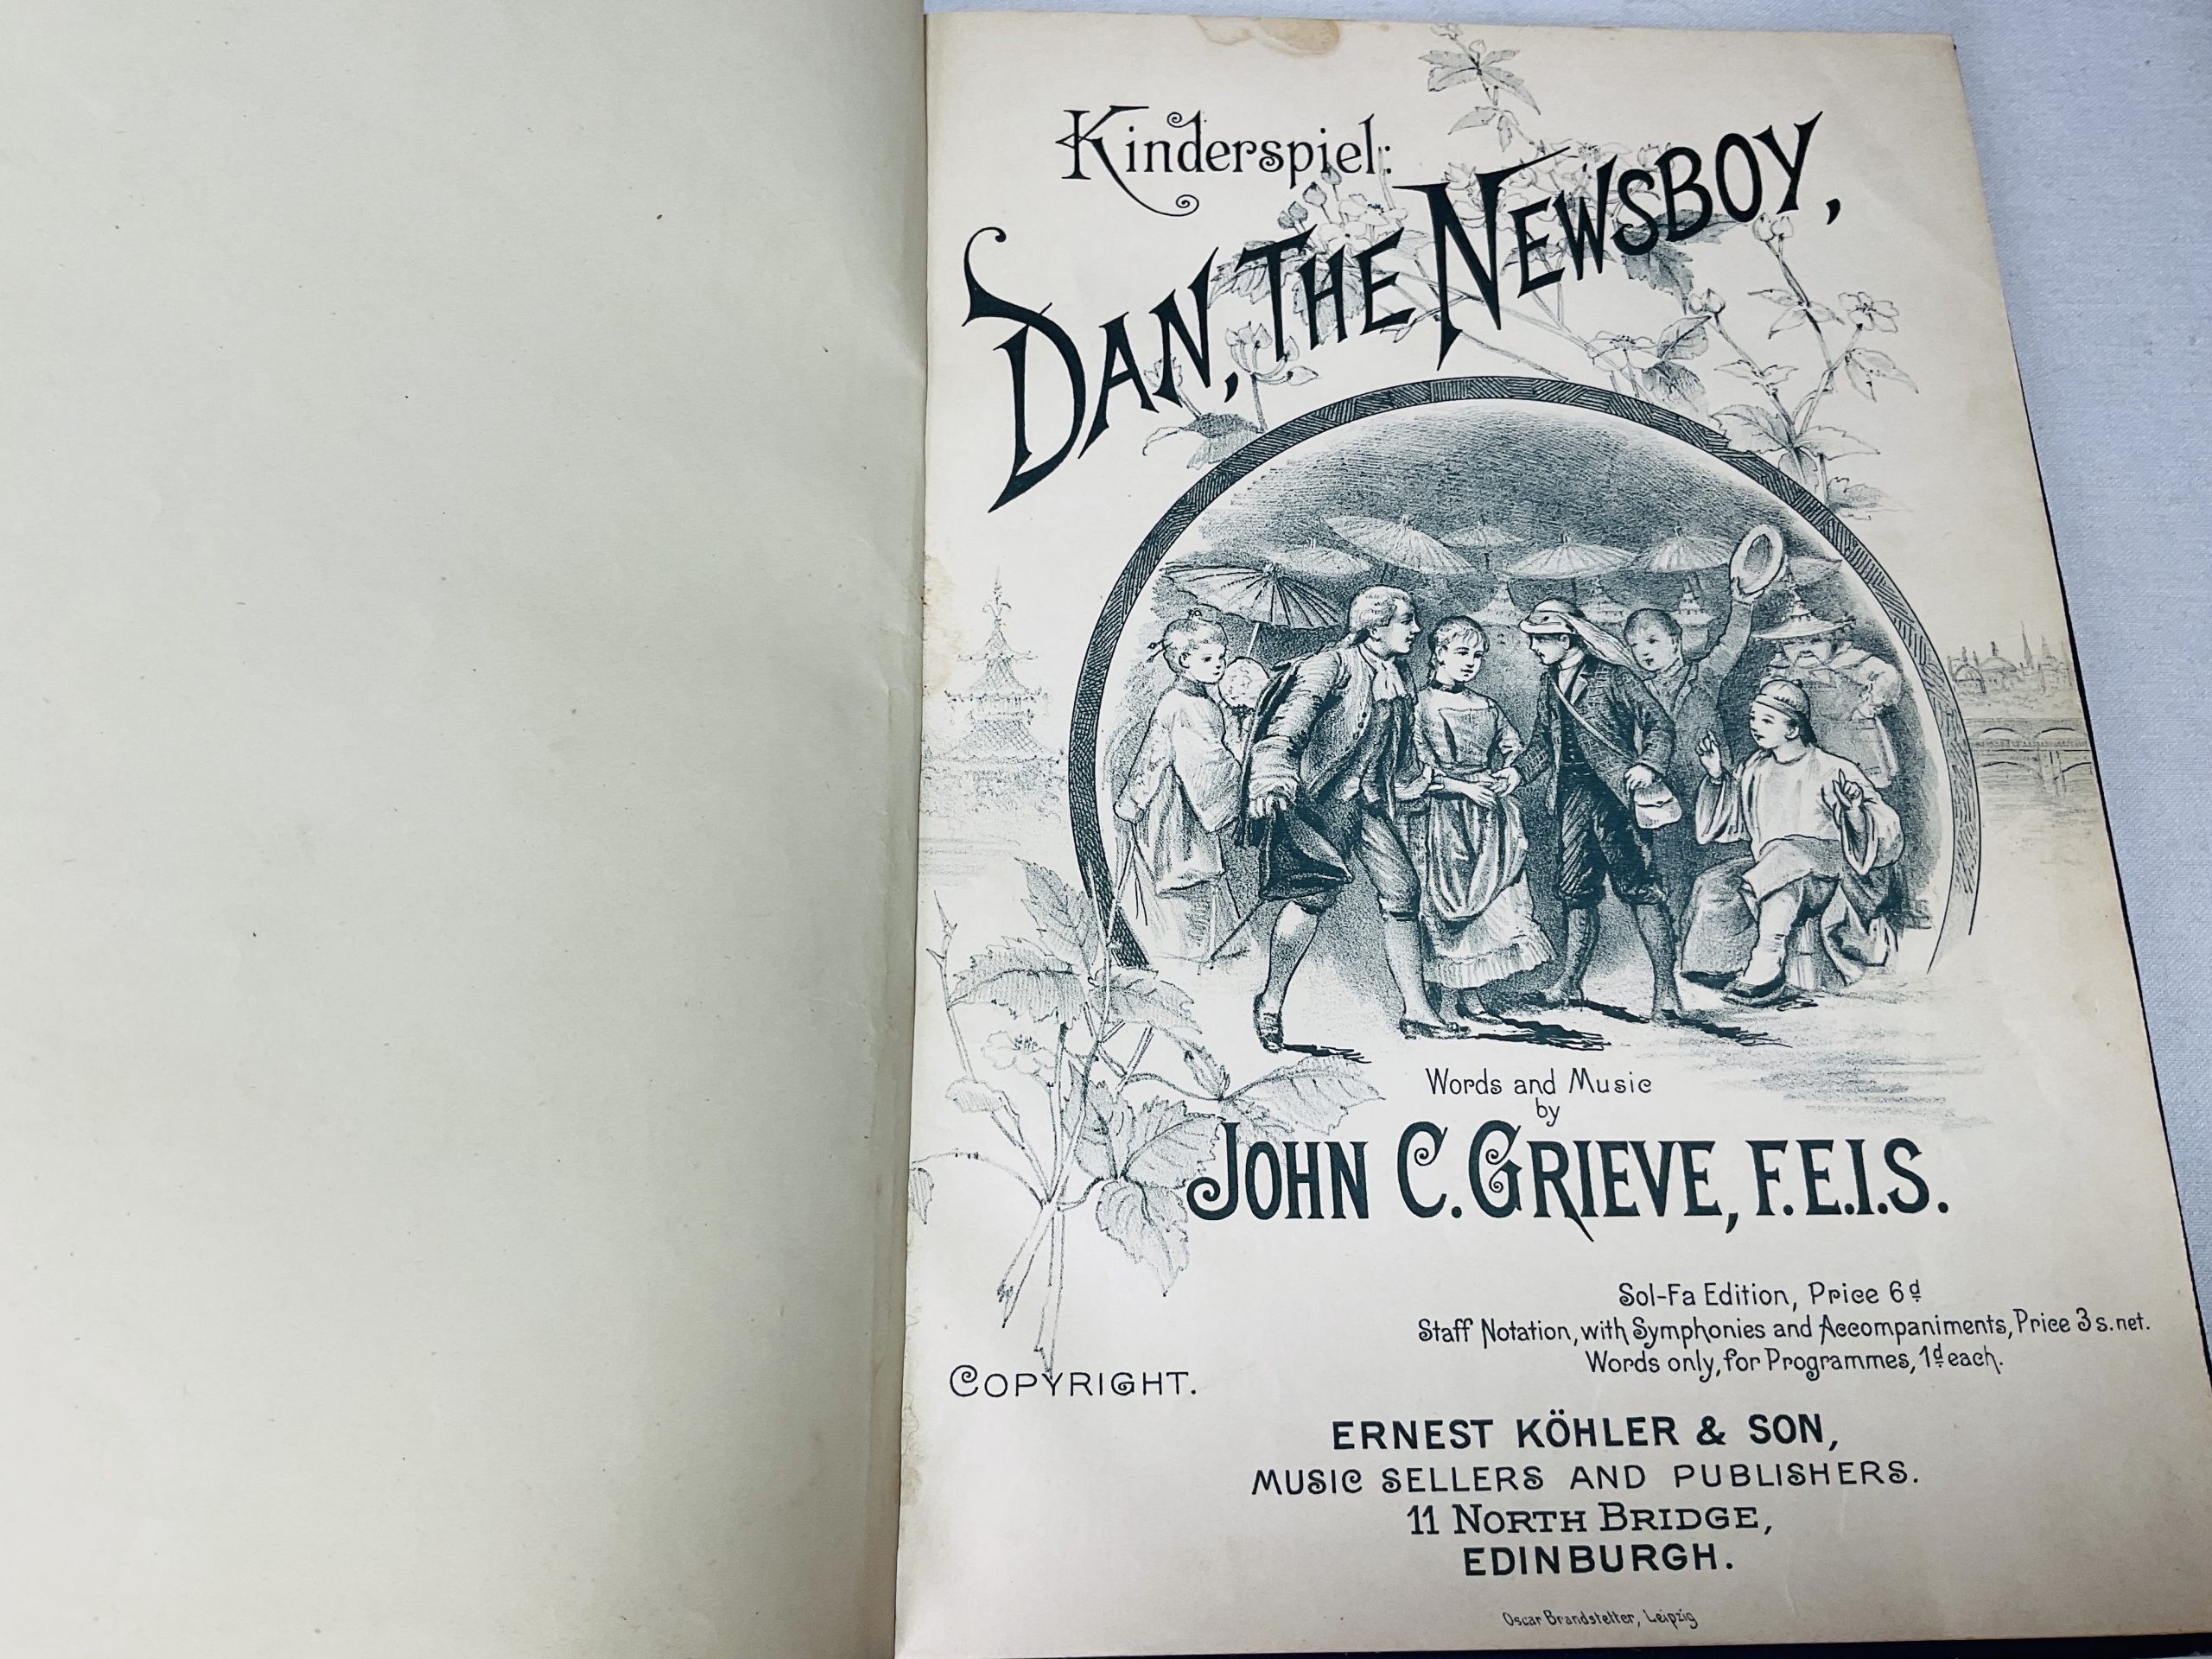 Kinderspiel:
DAN, THE NEWSBOY,
Words and Music
by
JOHN C. GRIEVE, F.E.I.S.
Sol-Fa Edition, Price 6d
Staff Notation, with Symphonies and Accompaniments, Price 3s. net.
Words only, for Programmes, 1d each.
COPYRIGHT.
ERNEST KÖHLER & SON,
MUSIC SELLERS AND PUBLISHERS.
11 NORTH BRIDGE,
EDINBURGH.
Oscar Brandstetter, Leipzig